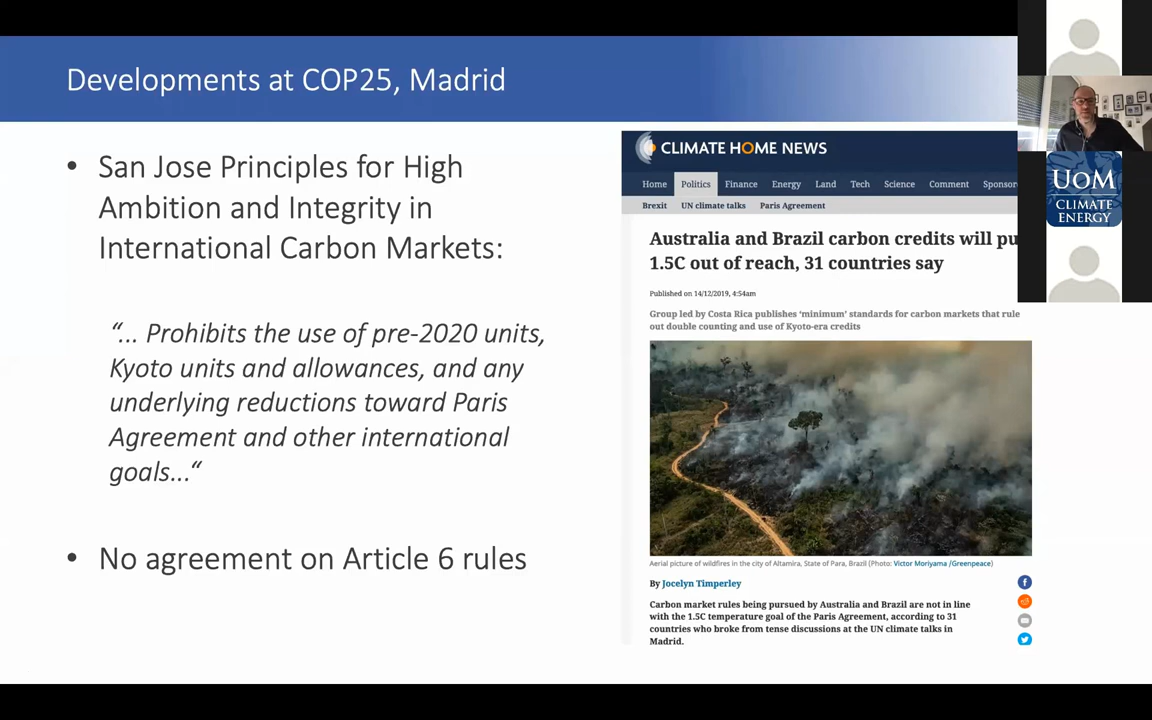 Developments at COP25, Madrid
• San Jose Principles for High
Ambition and Integrity in
International Carbon Markets:
“... Prohibits the use of pre-2020 units,
Kyoto units and allowances, and any
underlying reductions toward Paris
Agreement and other international
goals...“
• No agreement on Article 6 rules
CLIMATE HOME NEWS
Home Politics Finance Energy Land Tech Science Comment Sponsor
Brexit UN climate talks Paris Agreement
Australia and Brazil carbon credits will pu
1.5C out of reach, 31 countries say
Published on 14/12/2019, 4:54am
Group led by Costa Rica publishes ‘minimum’ standards for carbon markets that rule
out double counting and use of Kyoto-era credits
Aerial picture of wildfires in the city of Altamira, State of Para, Brazil (Photo: Victor Moriyama /Greenpeace)
By Jocelyn Timperley
Carbon market rules being pursued by Australia and Brazil are not in line
with the 1.5C temperature goal of the Paris Agreement, according to 31
countries who broke from tense discussions at the UN climate talks in
Madrid.
UOM
CLIMATE
ENERGY